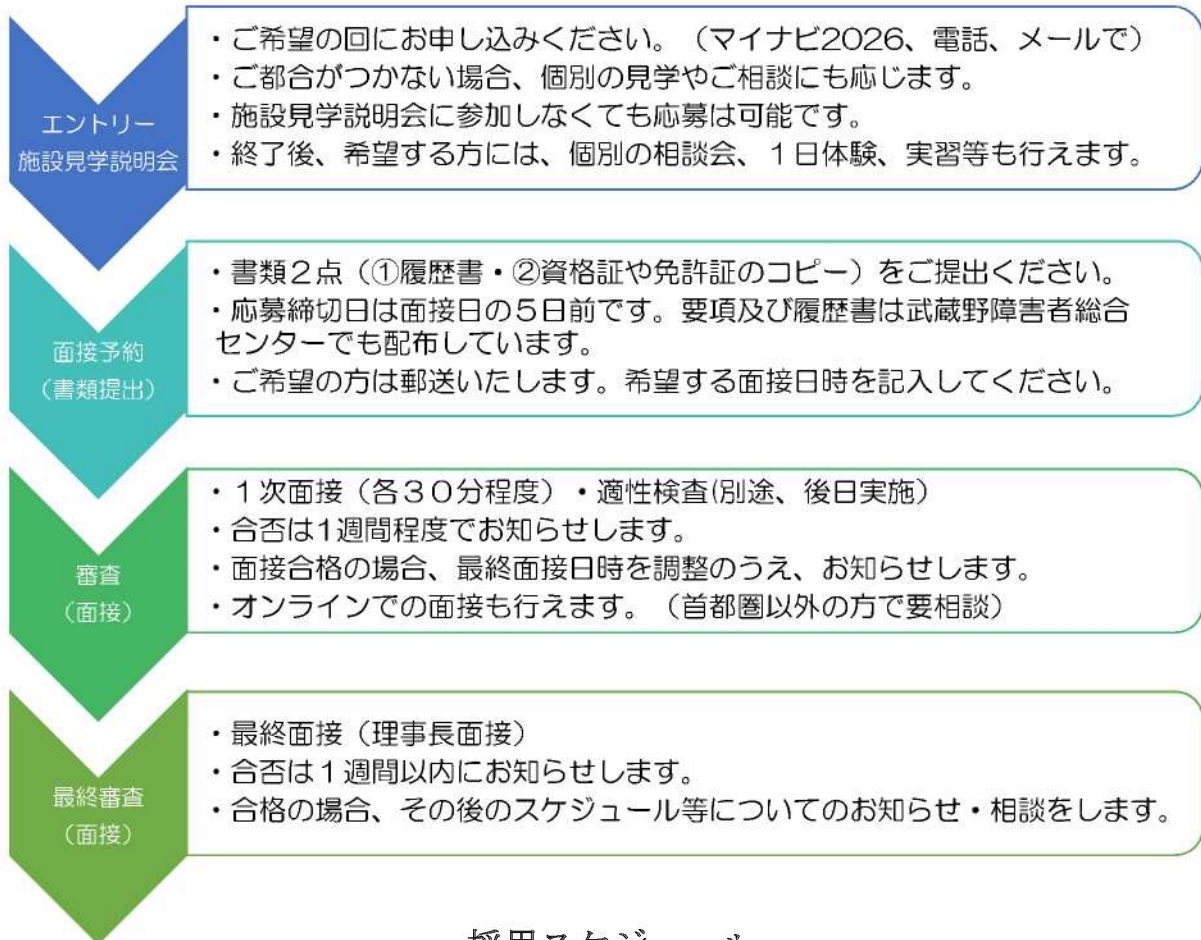 エントリー
施設見学説明会
・ご希望の回にお申し込みください。（マイナビ2026、電話、メールで）
・ご都合がつかない場合、個別の見学やご相談にも応じます。
・施設見学説明会に参加しなくても応募は可能です。
・終了後、希望する方には、個別の相談会、１日体験、実習等も行えます。
面接予約
（書類提出）
・書類２点（①履歴書・②資格証や免許証のコピー）をご提出ください。
・応募締切日は面接日の５日前です。要項及び履歴書は武蔵野障害者総合
センターでも配布しています。
・ご希望の方は郵送いたします。希望する面接日時を記入してください。
審査
（面接）
・１次面接（各３０分程度）・適性検査(別途、後日実施）
・合否は1週間程度でお知らせします。
・面接合格の場合、最終面接日時を調整のうえ、お知らせします。
・オンラインでの面接も行えます。（首都圏以外の方で要相談）
最終審査
（面接）
・最終面接（理事長面接）
・合否は１週間以内にお知らせします。
・合格の場合、その後のスケジュール等についてのお知らせ・相談をします。
採用スケジュール